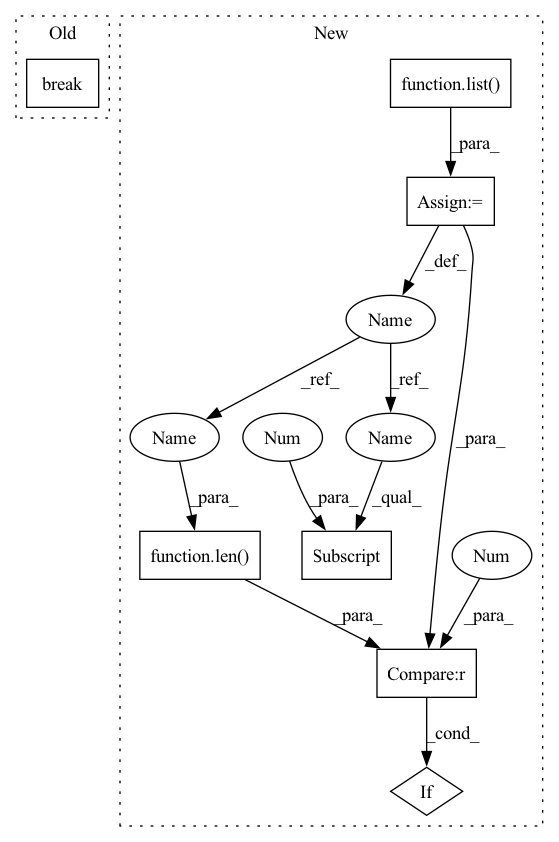 Old
New
break
function.list()
_para_
Assign:=
_def_
Name
_ref_
_ref_
_para_
Name
Num
Name
Num
_para_
_para_
_qual_
function.len()
Subscript
_para_
_para_
Compare:r
_cond_
If